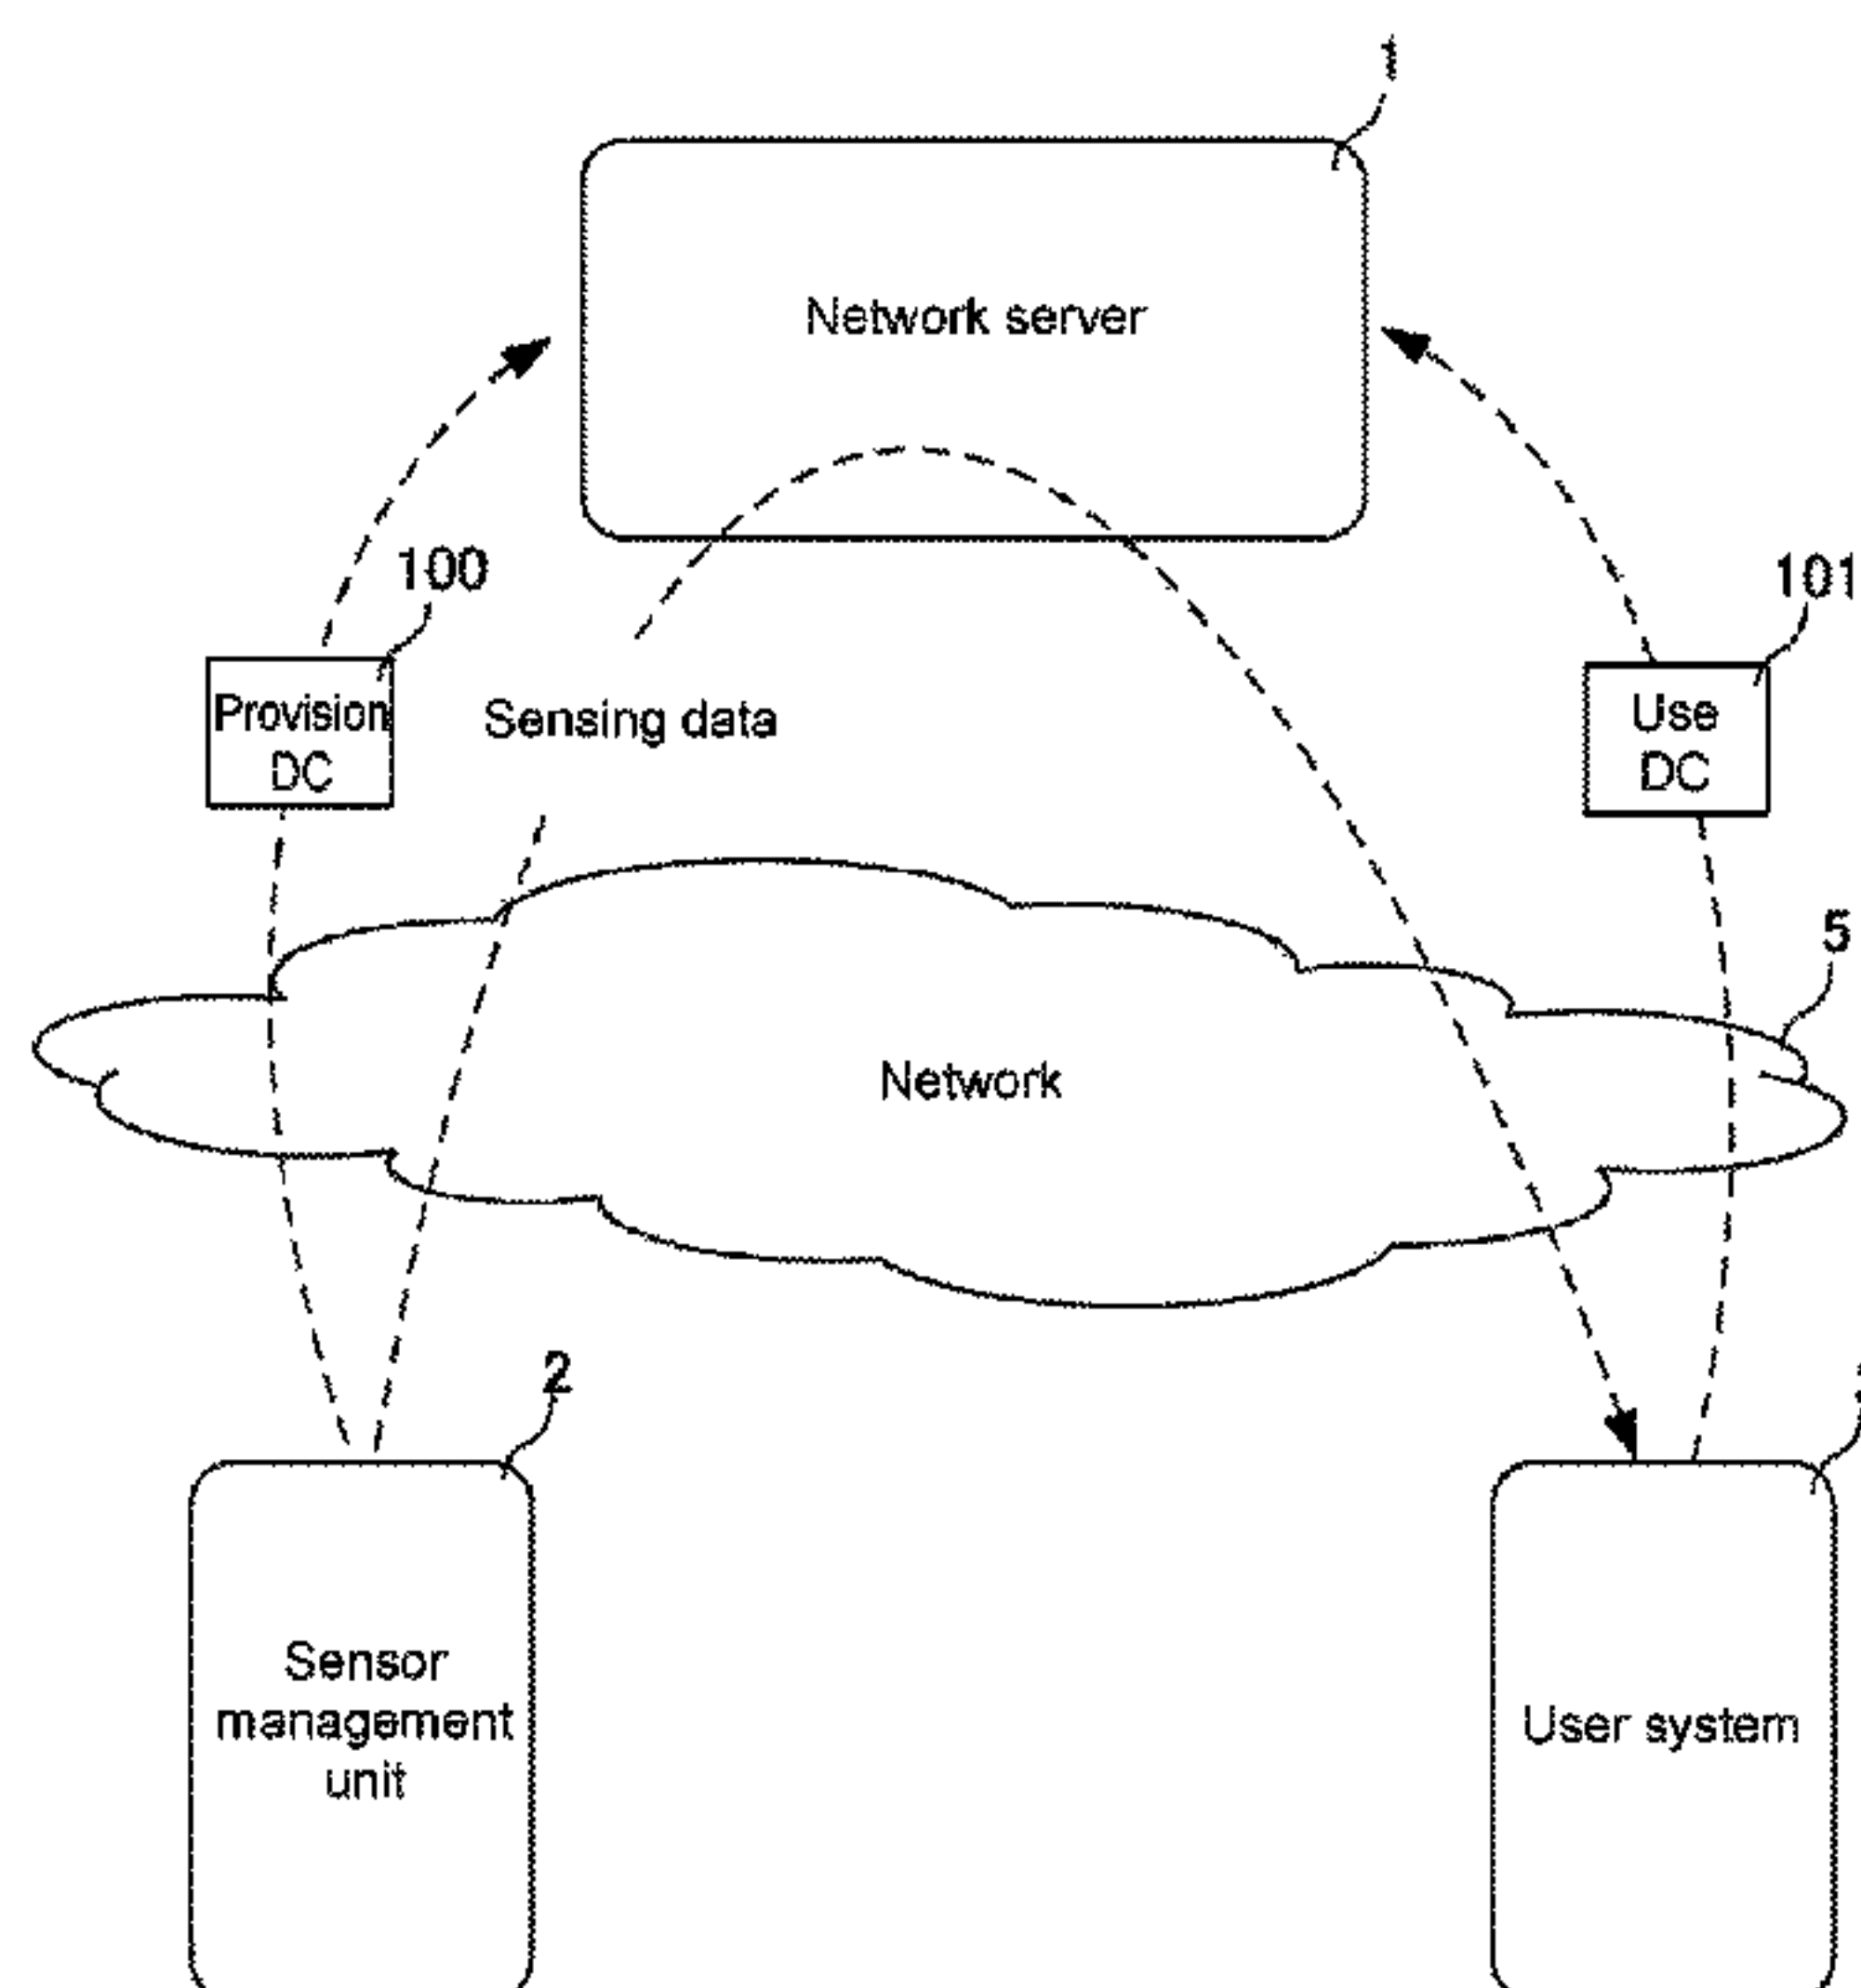 1
Network server
100
101
Provision
DC
Sensing data
Use
DC
5
Network
2
Sensor
management
unit
User system